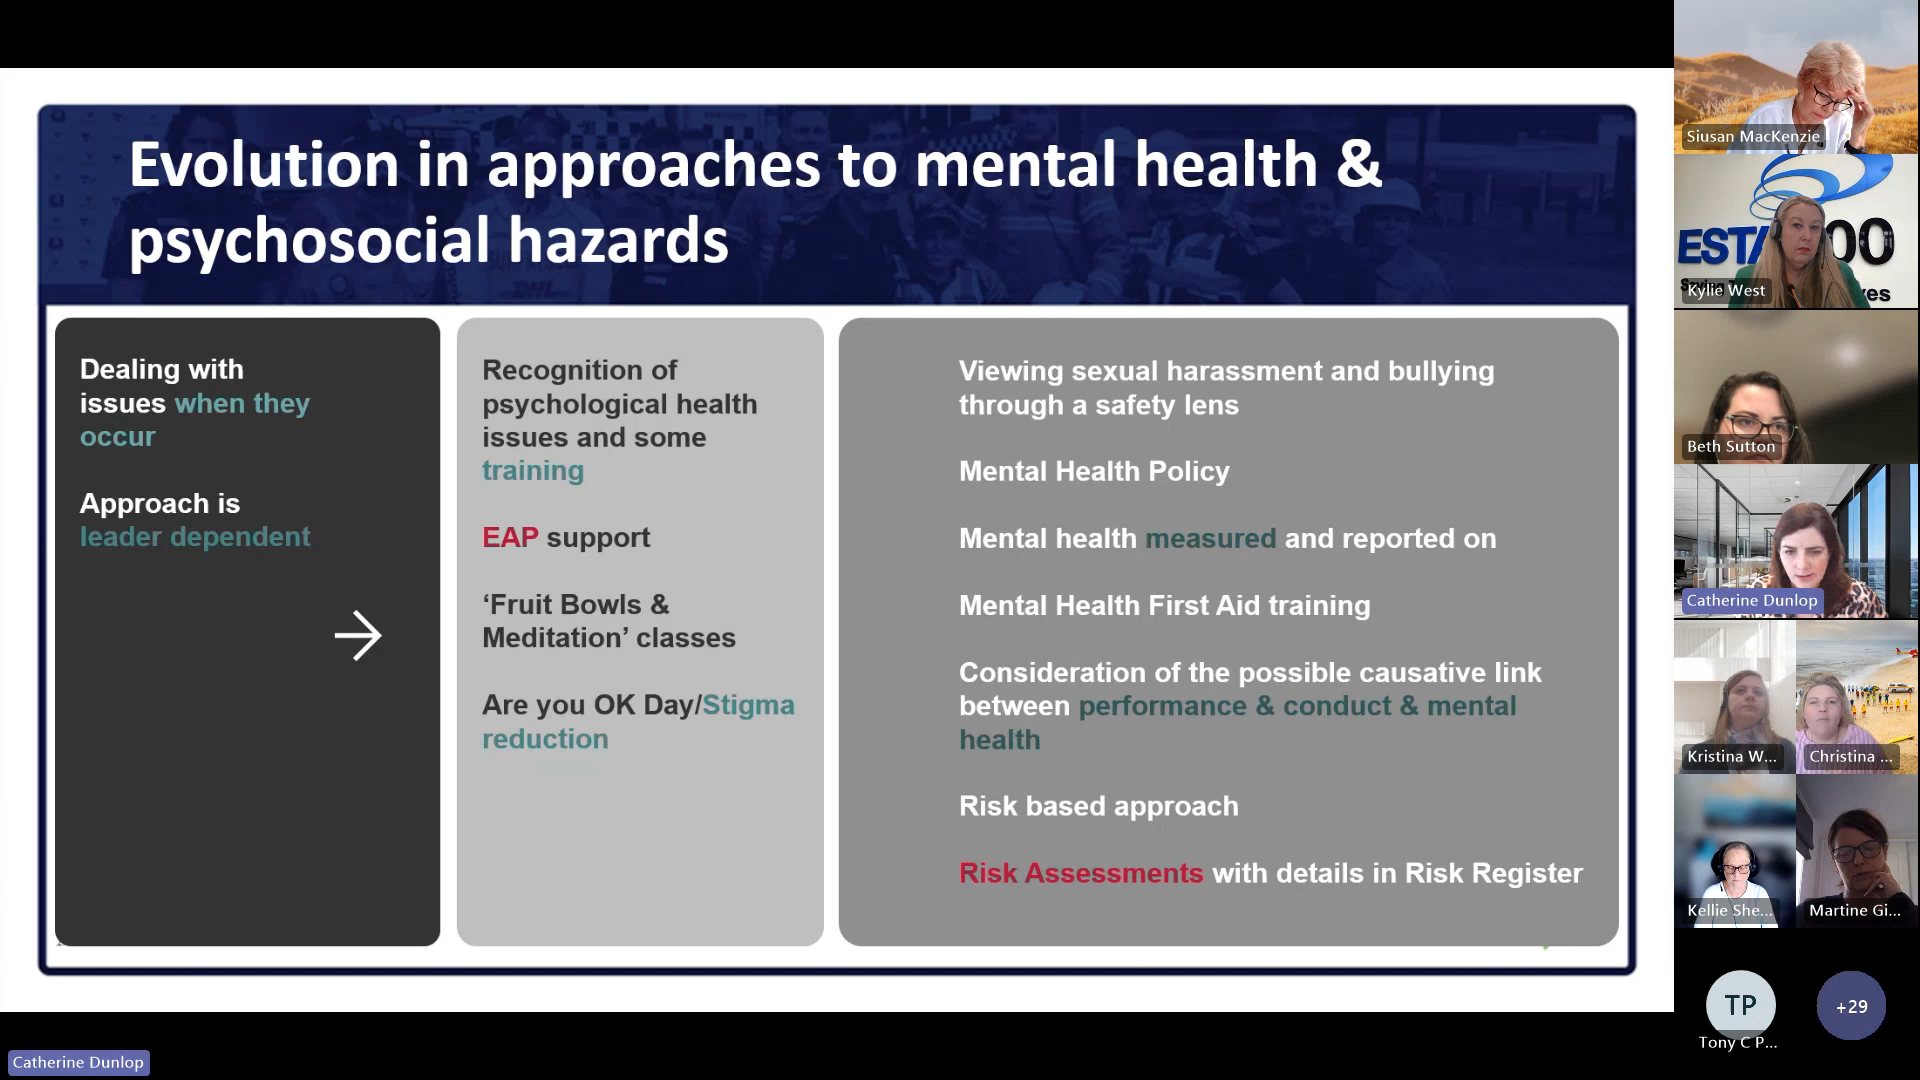 Evolution in approaches to mental health &
psychosocial hazards
Dealing with
issues when they
occur
Approach is
leader dependent
Recognition of
psychological health
issues and some
training
EAP support
‘Fruit Bowls &
Meditation’ classes
Are you OK Day/Stigma
reduction
Viewing sexual harassment and bullying
through a safety lens
Mental Health Policy
Mental health measured and reported on
Mental Health First Aid training
Consideration of the possible causative link
between performance & conduct & mental
health
Risk based approach
Risk Assessments with details in Risk Register
Siusan MacKenzie
Kylie West
Beth Sutton
Catherine Dunlop
Kristina W...
Christina ...
Kellie She...
Martine Gi...
TP
Tony C P...
+29
Catherine Dunlop